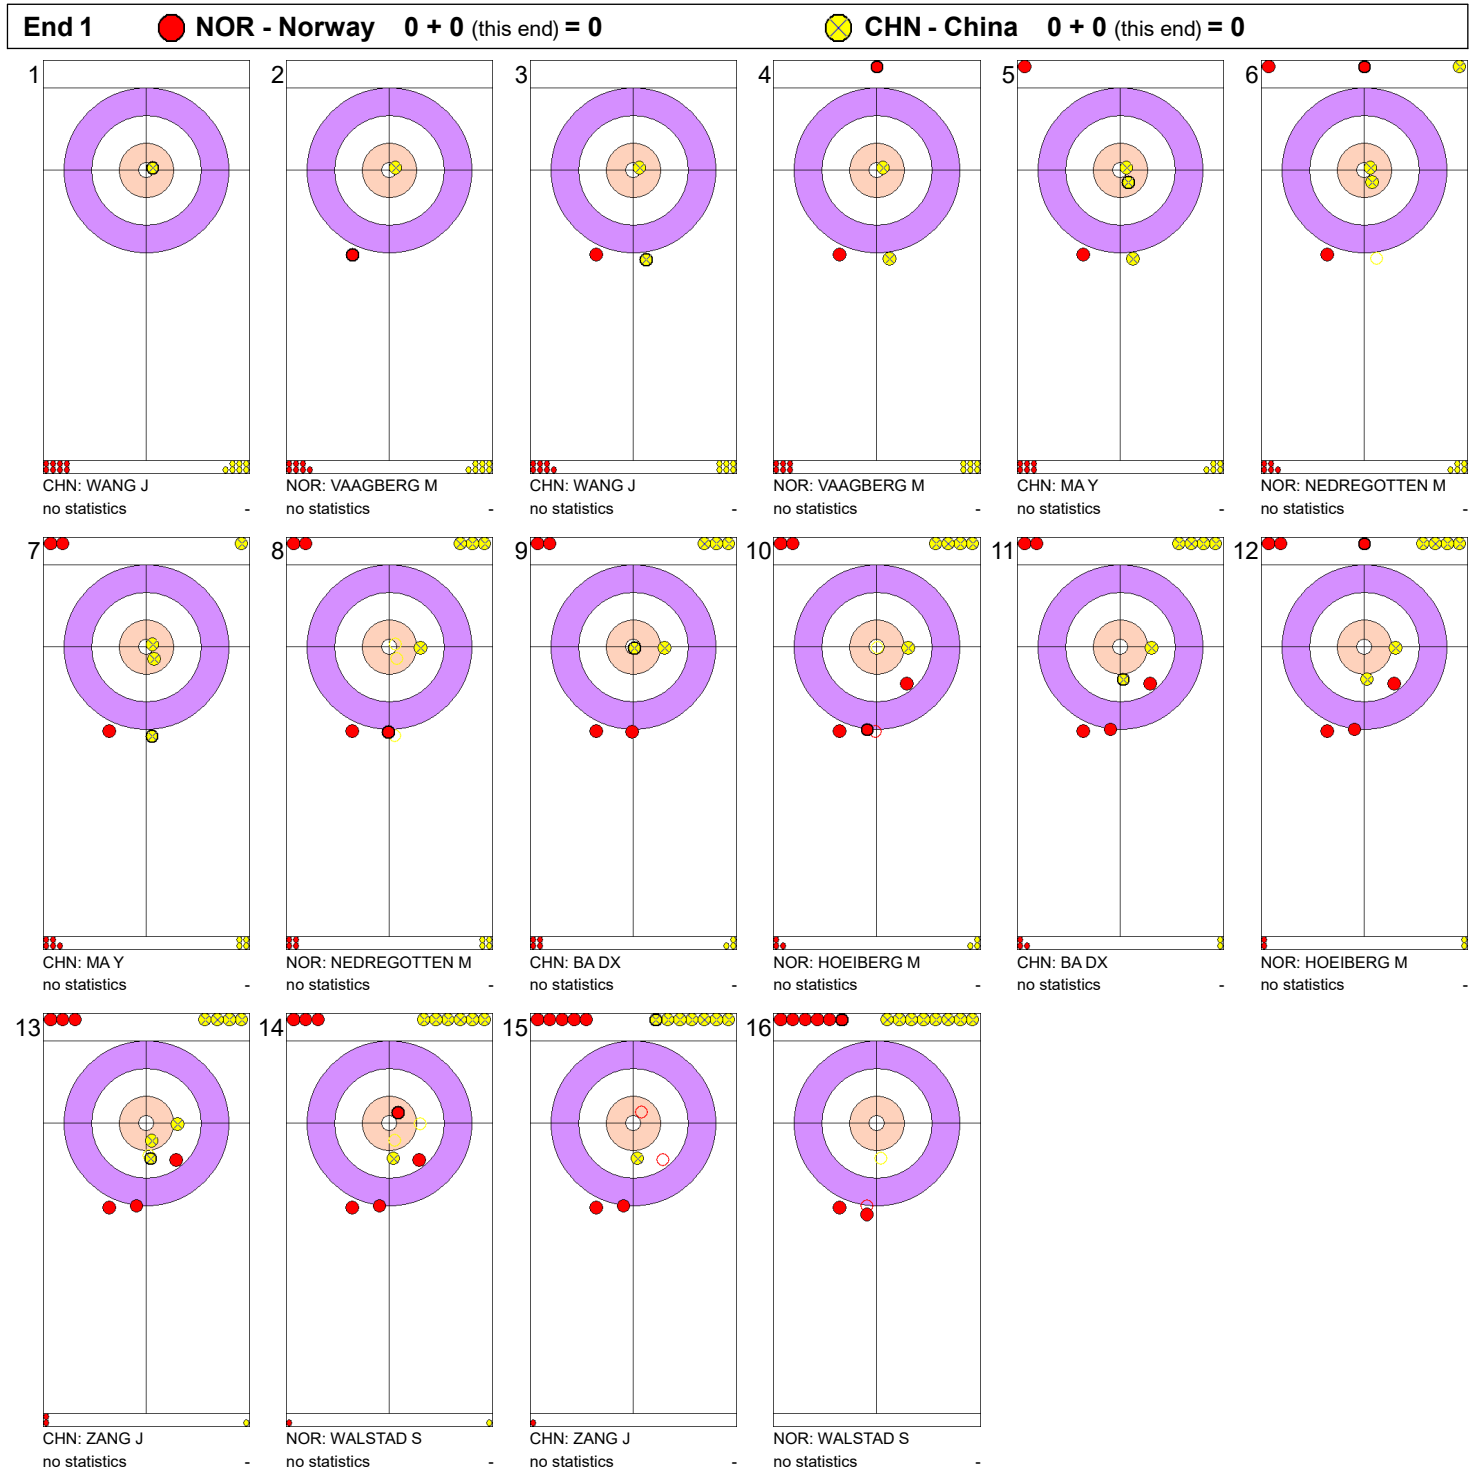 End 1 NOR - Norway 0 + 0 (this end) = 0 CHN - China 0 + 0 (this end) = 0
1 2 3 4 5 6
CHN: WANG J NOR: VAAGBERG M CHN: WANG J NOR: VAAGBERG M CHN: MA Y NOR: NEDREGOTTEN M
no statistics - no statistics - no statistics - no statistics - no statistics - no statistics -
7 8 9 10 11 12
CHN: MA Y NOR: NEDREGOTTEN M CHN: BA DX NOR: HOEIBERG M CHN: BA DX NOR: HOEIBERG M
no statistics - no statistics - no statistics - no statistics - no statistics - no statistics -
13 14 15 16
CHN: ZANG J NOR: WALSTAD S CHN: ZANG J NOR: WALSTAD S
no statistics - no statistics - no statistics - no statistics -